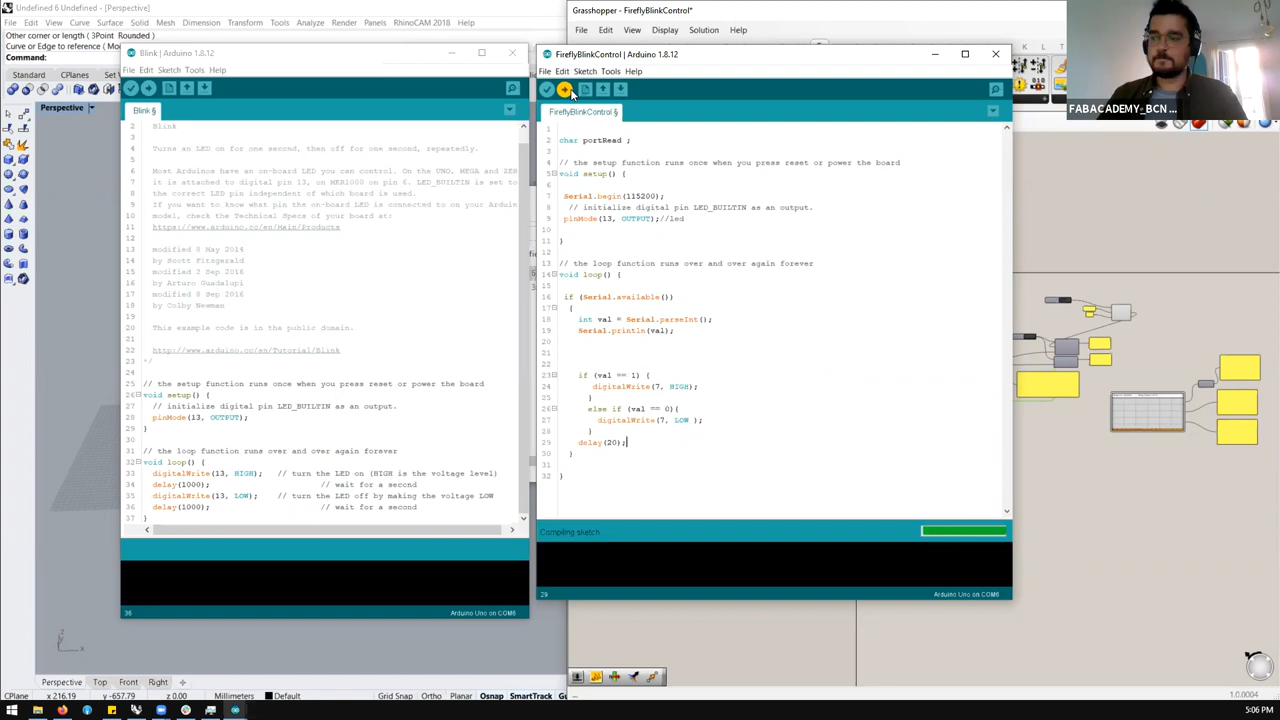 Undefined 6 Undefined - [Perspective]
File Edit View Curve Surface Solid Mesh Dimension Transform Tools Analyze Render Panels RhinoCAM 2018 Help
Other corner or length ( 3Point Rounded )
Curve or Edge to reference ( Mo
Command:
Standard CPlanes Set
Perspective
Grasshopper - FireflyBlinkControl*
File Edit View Display Solution Help
Blink | Arduino 1.8.12
File Edit Sketch Tools Help
Blink §
2 Blink
3
4 Turns an LED on for one second, then off for one second, repeatedly.
5
6 Most Arduinos have an on-board LED you can control. On the UNO, MEGA and ZER
7 it is attached to digital pin 13, on MKR1000 on pin 6. LED_BUILTIN is set to
8 the correct LED pin independent of which board is used.
9 If you want to know what pin the on-board LED is connected to on your Arduin
10 model, check the Technical Specs of your board at:
11 https://www.arduino.cc/en/Main/Products
12
13 modified 8 May 2014
14 by Scott Fitzgerald
15 modified 2 Sep 2016
16 by Arturo Guadalupi
17 modified 8 Sep 2016
18 by Colby Newman
19
20 This example code is in the public domain.
21
22 http://www.arduino.cc/en/Tutorial/Blink
23 */
24
25 // the setup function runs once when you press reset or power the board
26 void setup() {
27 // initialize digital pin LED_BUILTIN as an output.
28 pinMode(13, OUTPUT);
29 }
30
31 // the loop function runs over and over again forever
32 void loop() {
33 digitalWrite(13, HIGH); // turn the LED on (HIGH is the voltage level)
34 delay(1000); // wait for a second
35 digitalWrite(13, LOW); // turn the LED off by making the voltage LOW
36 delay(1000); // wait for a second
37 }
36
Arduino Uno on COM6
FireflyBlinkControl | Arduino 1.8.12
File Edit Sketch Tools Help
FireflyBlinkControl §
1
2 char portRead ;
3
4 // the setup function runs once when you press reset or power the board
5 void setup() {
6
7 Serial.begin(115200);
8 // initialize digital pin LED_BUILTIN as an output.
9 pinMode(13, OUTPUT);//led
10
11 }
12
13 // the loop function runs over and over again forever
14 void loop() {
15
16 if (Serial.available())
17 {
18 int val = Serial.parseInt();
19 Serial.println(val);
20
21
22
23 if (val == 1) {
24 digitalWrite(7, HIGH);
25 }
26 else if (val == 0){
27 digitalWrite(7, LOW );
28 }
29 delay(20);
30 }
31
32 }
Compiling sketch
29
Arduino Uno on COM6
FABACADEMY_BCN ...
1.0.0004
z
y
x
Perspective Top Front Right
CPlane x 216.19 y -657.79 z 0.00 Millimeters Default Grid Snap Ortho Planar Osnap SmartTrack
5:06 PM